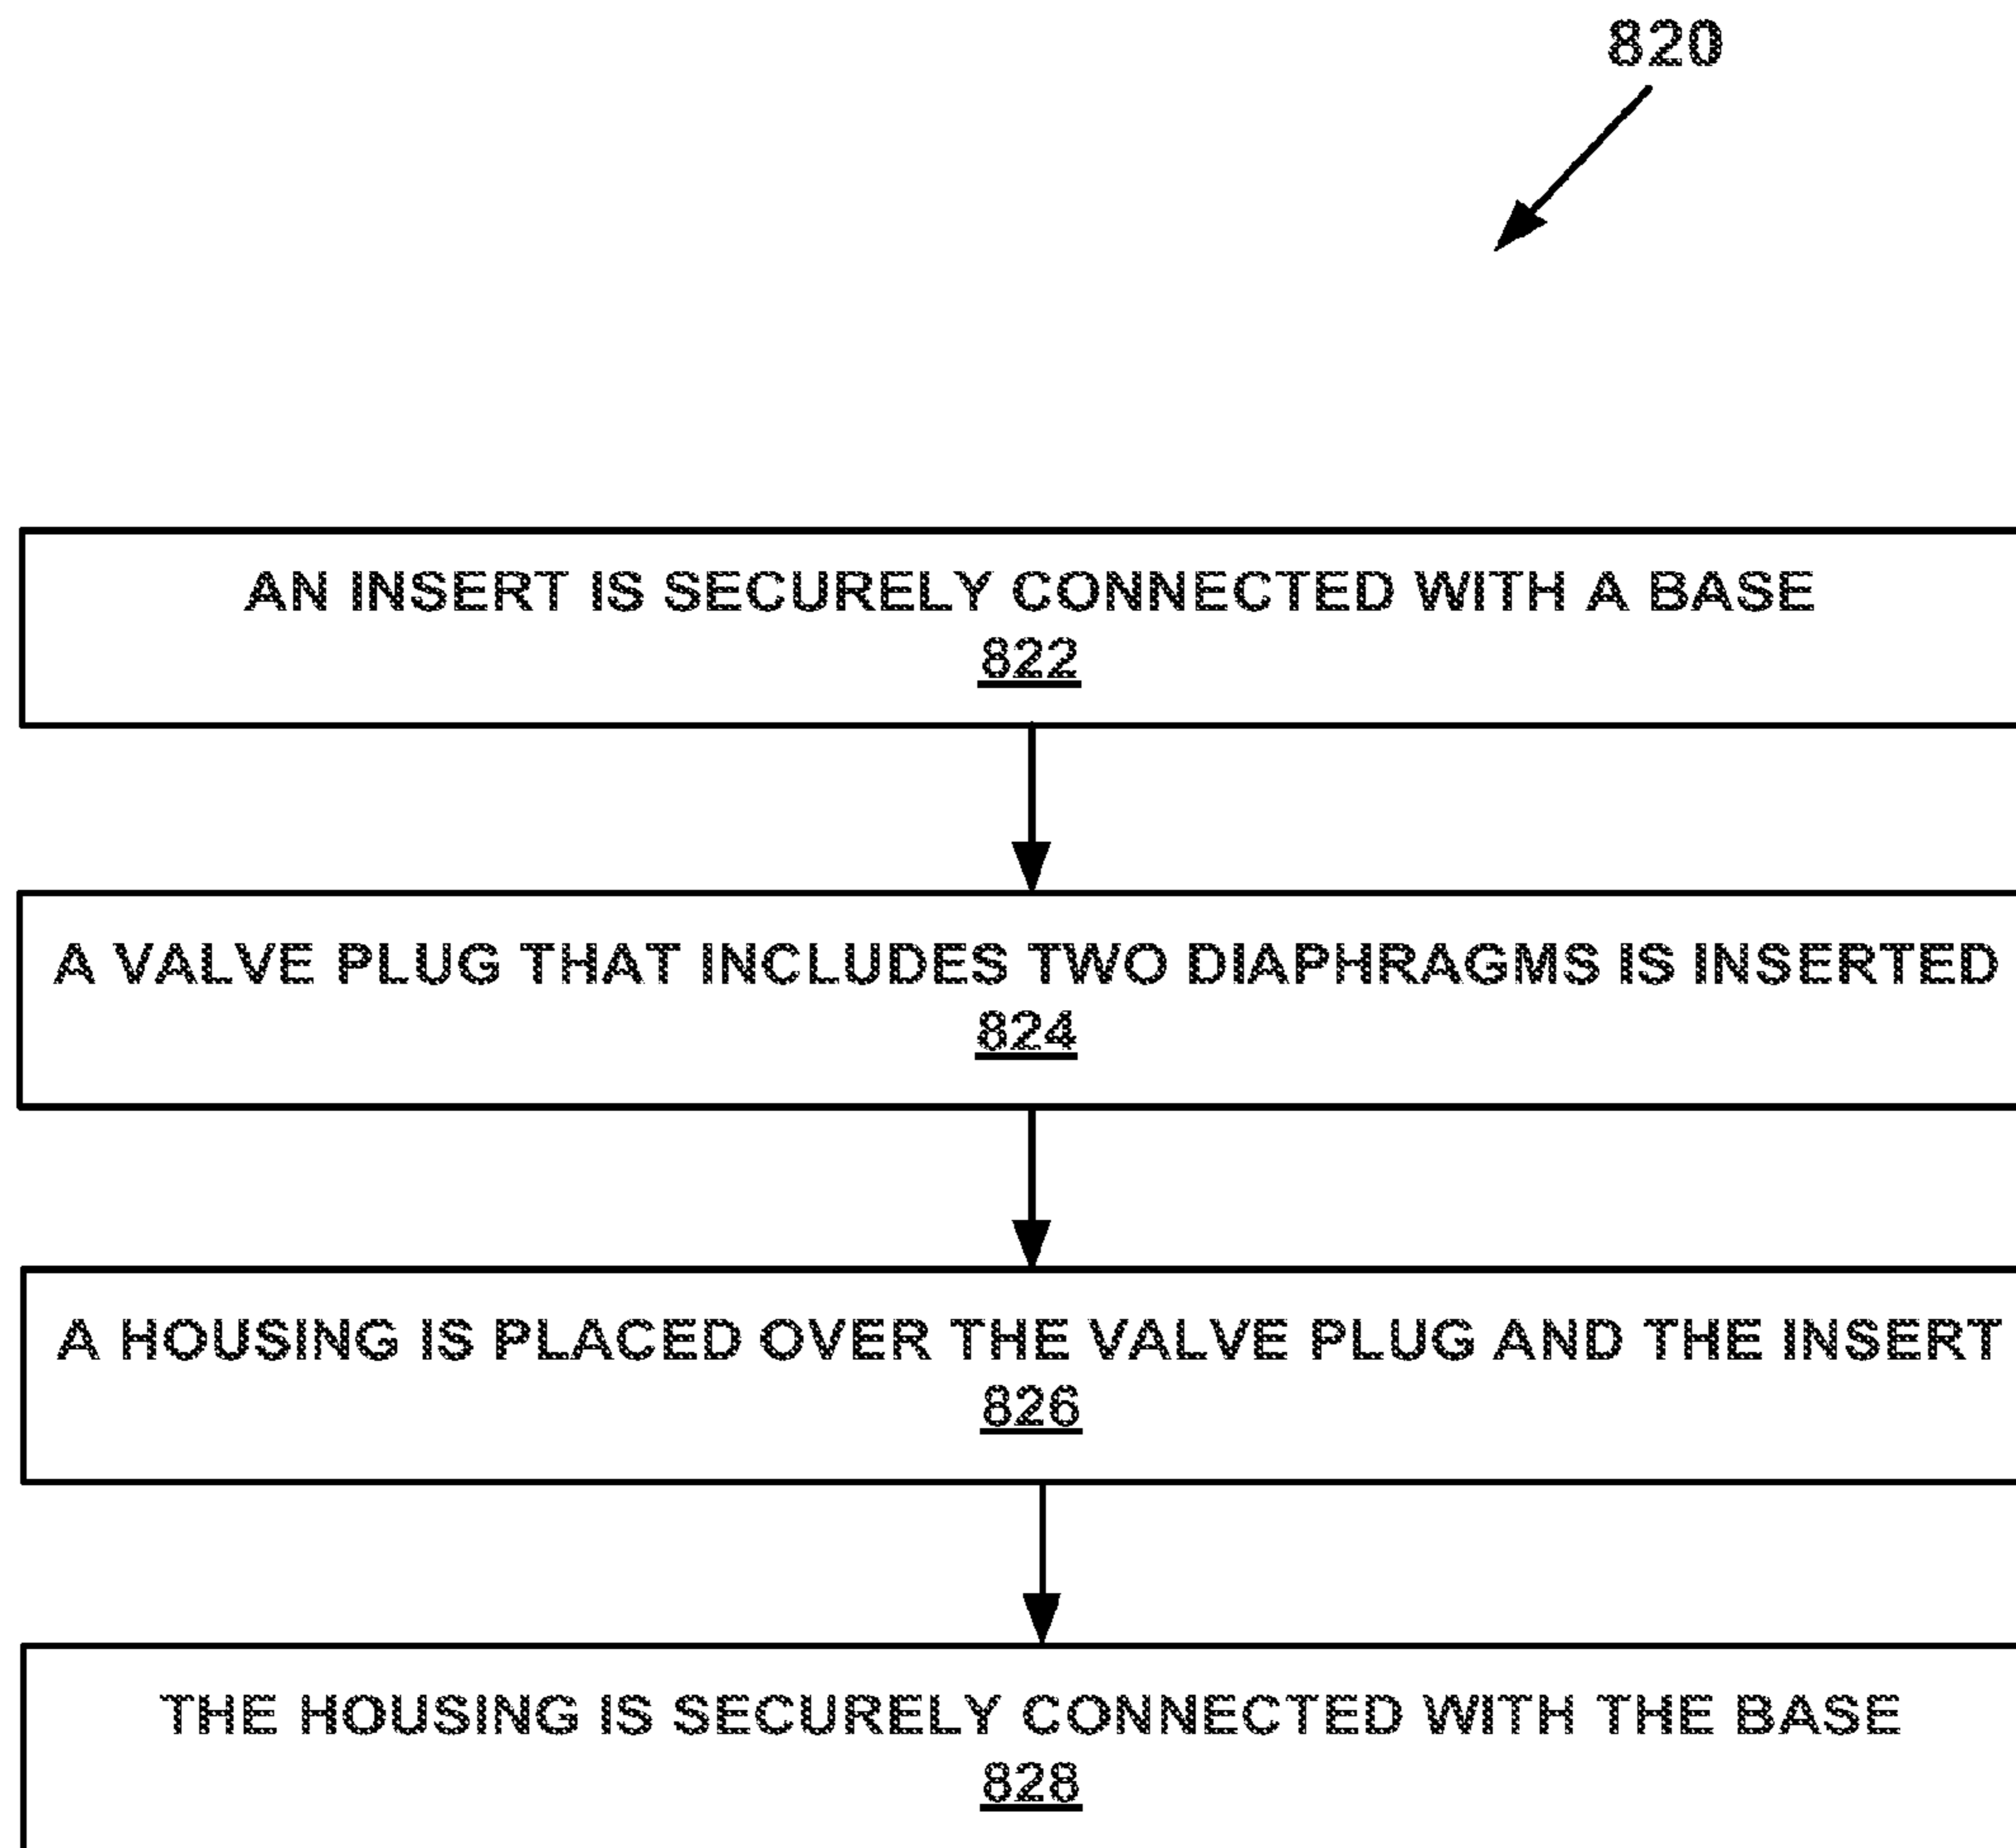 820
AN INSERT IS SECURELY CONNECTED WITH A BASE
822
A VALVE PLUG THAT INCLUDES TWO DIAPHRAGMS IS INSERTED
824
A HOUSING IS PLACED OVER THE VALVE PLUG AND THE INSERT
826
THE HOUSING IS SECURELY CONNECTED WITH THE BASE
828